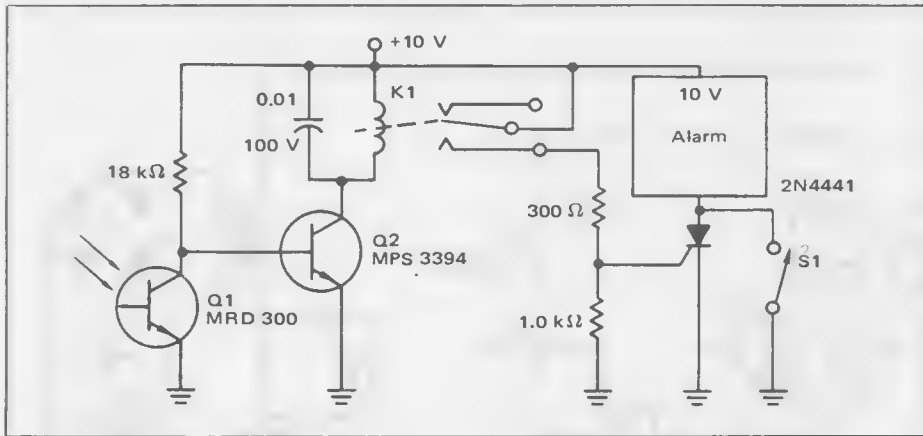 +10 V
0.01
K1
10 V
100 V
Alarm
18 kΩ
2N4441
300 Ω
Q2
MPS 3394
S1
Q1
MRD 300
1.0 kΩ